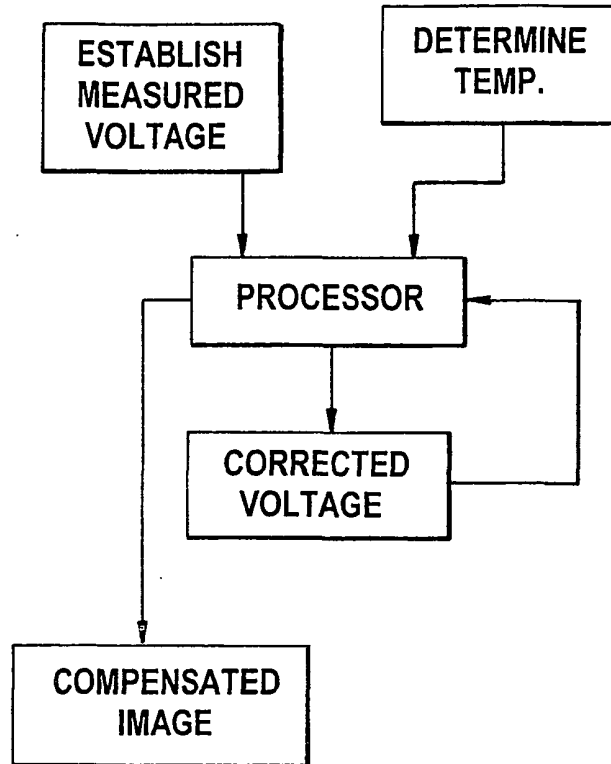 ESTABLISH
MEASURED
VOLTAGE
DETERMINE
TEMP.
PROCESSOR
CORRECTED
VOLTAGE
COMPENSATED
IMAGE